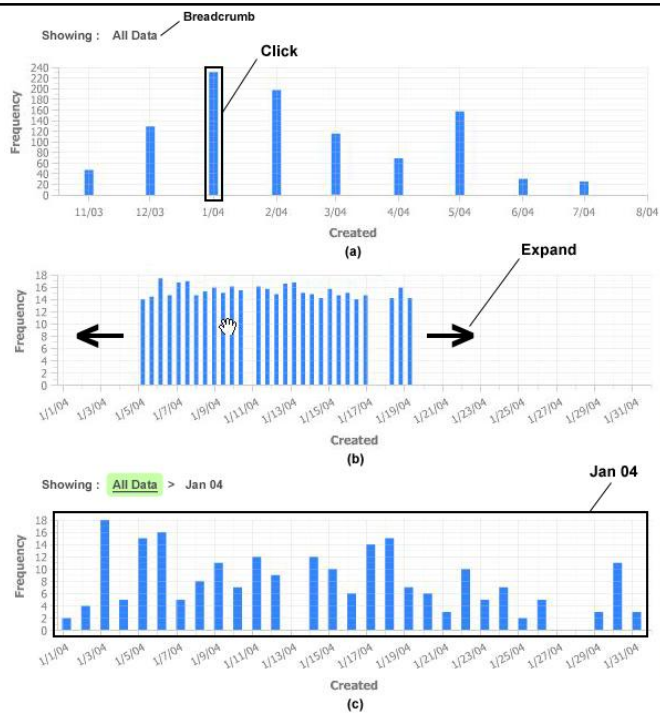 Breadcrumb
Showing : All Data
Click
240
220
200
180
160
140
120
100
80
60
40
20
0
Frequency
11/03 12/03 1/04 2/04 3/04 4/04 5/04 6/04 7/04 8/04
Created
(a)
Expand
18
16
14
12
10
8
6
4
2
0
Frequency
1/1/04 1/3/04 1/5/04 1/7/04 1/9/04 1/11/04 1/13/04 1/15/04 1/17/04 1/19/04 1/21/04 1/23/04 1/25/04 1/27/04 1/29/04 1/31/04
Created
(b)
Jan 04
Showing : All Data > Jan 04
18
16
14
12
10
8
6
4
2
0
Frequency
1/1/04 1/3/04 1/5/04 1/7/04 1/9/04 1/11/04 1/13/04 1/15/04 1/17/04 1/19/04 1/21/04 1/23/04 1/25/04 1/27/04 1/29/04 1/31/04
Created
(c)